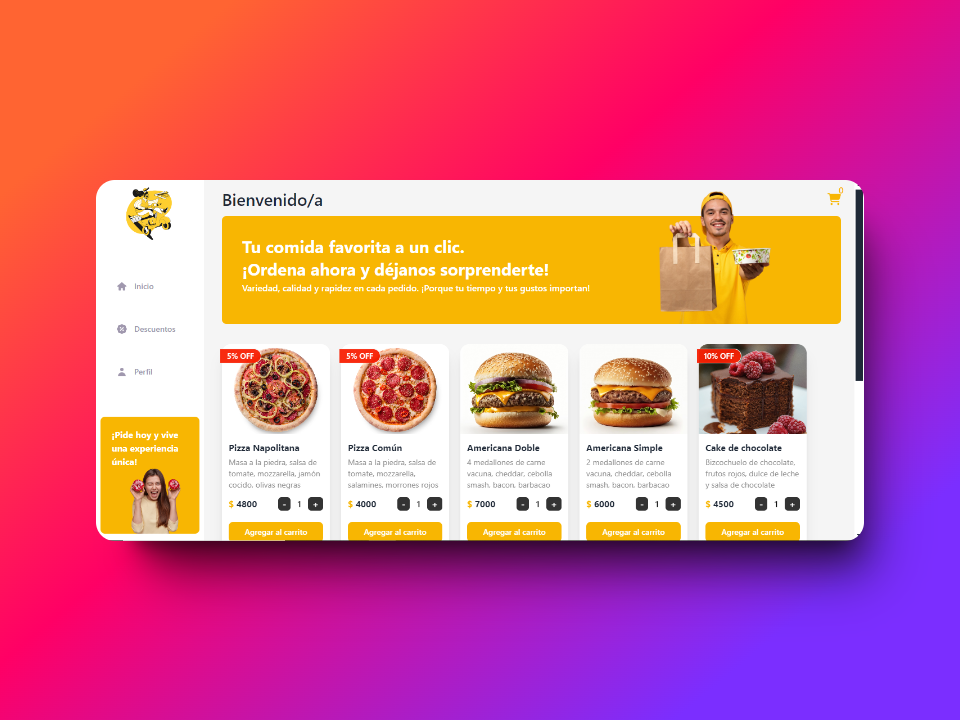 Bienvenido/a
0
Tu comida favorita a un clic.
¡Ordena ahora y déjanos sorprenderte!
Variedad, calidad y rapidez en cada pedido. ¡Porque tu tiempo y tus gustos importan!
Inicio
Descuentos
Perfil
¡Pide hoy y vive
una experiencia
única!
5% OFF
Pizza Napolitana
Masa a la piedra, salsa de
tomate, mozzarella, jamón
cocido, olivas negras
$ 4800
- 1 +
Agregar al carrito
5% OFF
Pizza Común
Masa a la piedra, salsa de
tomate, mozzarella,
salamines, morrones rojos
$ 4000
- 1 +
Agregar al carrito
Americana Doble
4 medallones de carne
vacuna, cheddar, cebolla
smash, bacon, barbacao
$ 7000
- 1 +
Agregar al carrito
Americana Simple
2 medallones de carne
vacuna, cheddar, cebolla
smash, bacon, barbacao
$ 6000
- 1 +
Agregar al carrito
10% OFF
Cake de chocolate
Bizcochuelo de chocolate,
frutos rojos, dulce de leche
y salsa de chocolate
$ 4500
- 1 +
Agregar al carrito